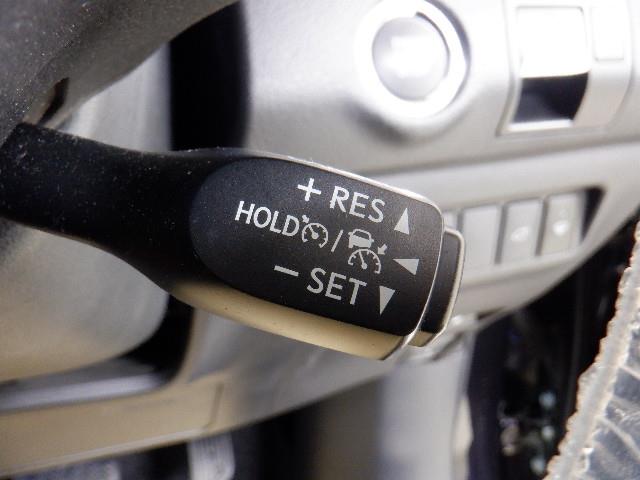 + RES
HOLD /
− SET